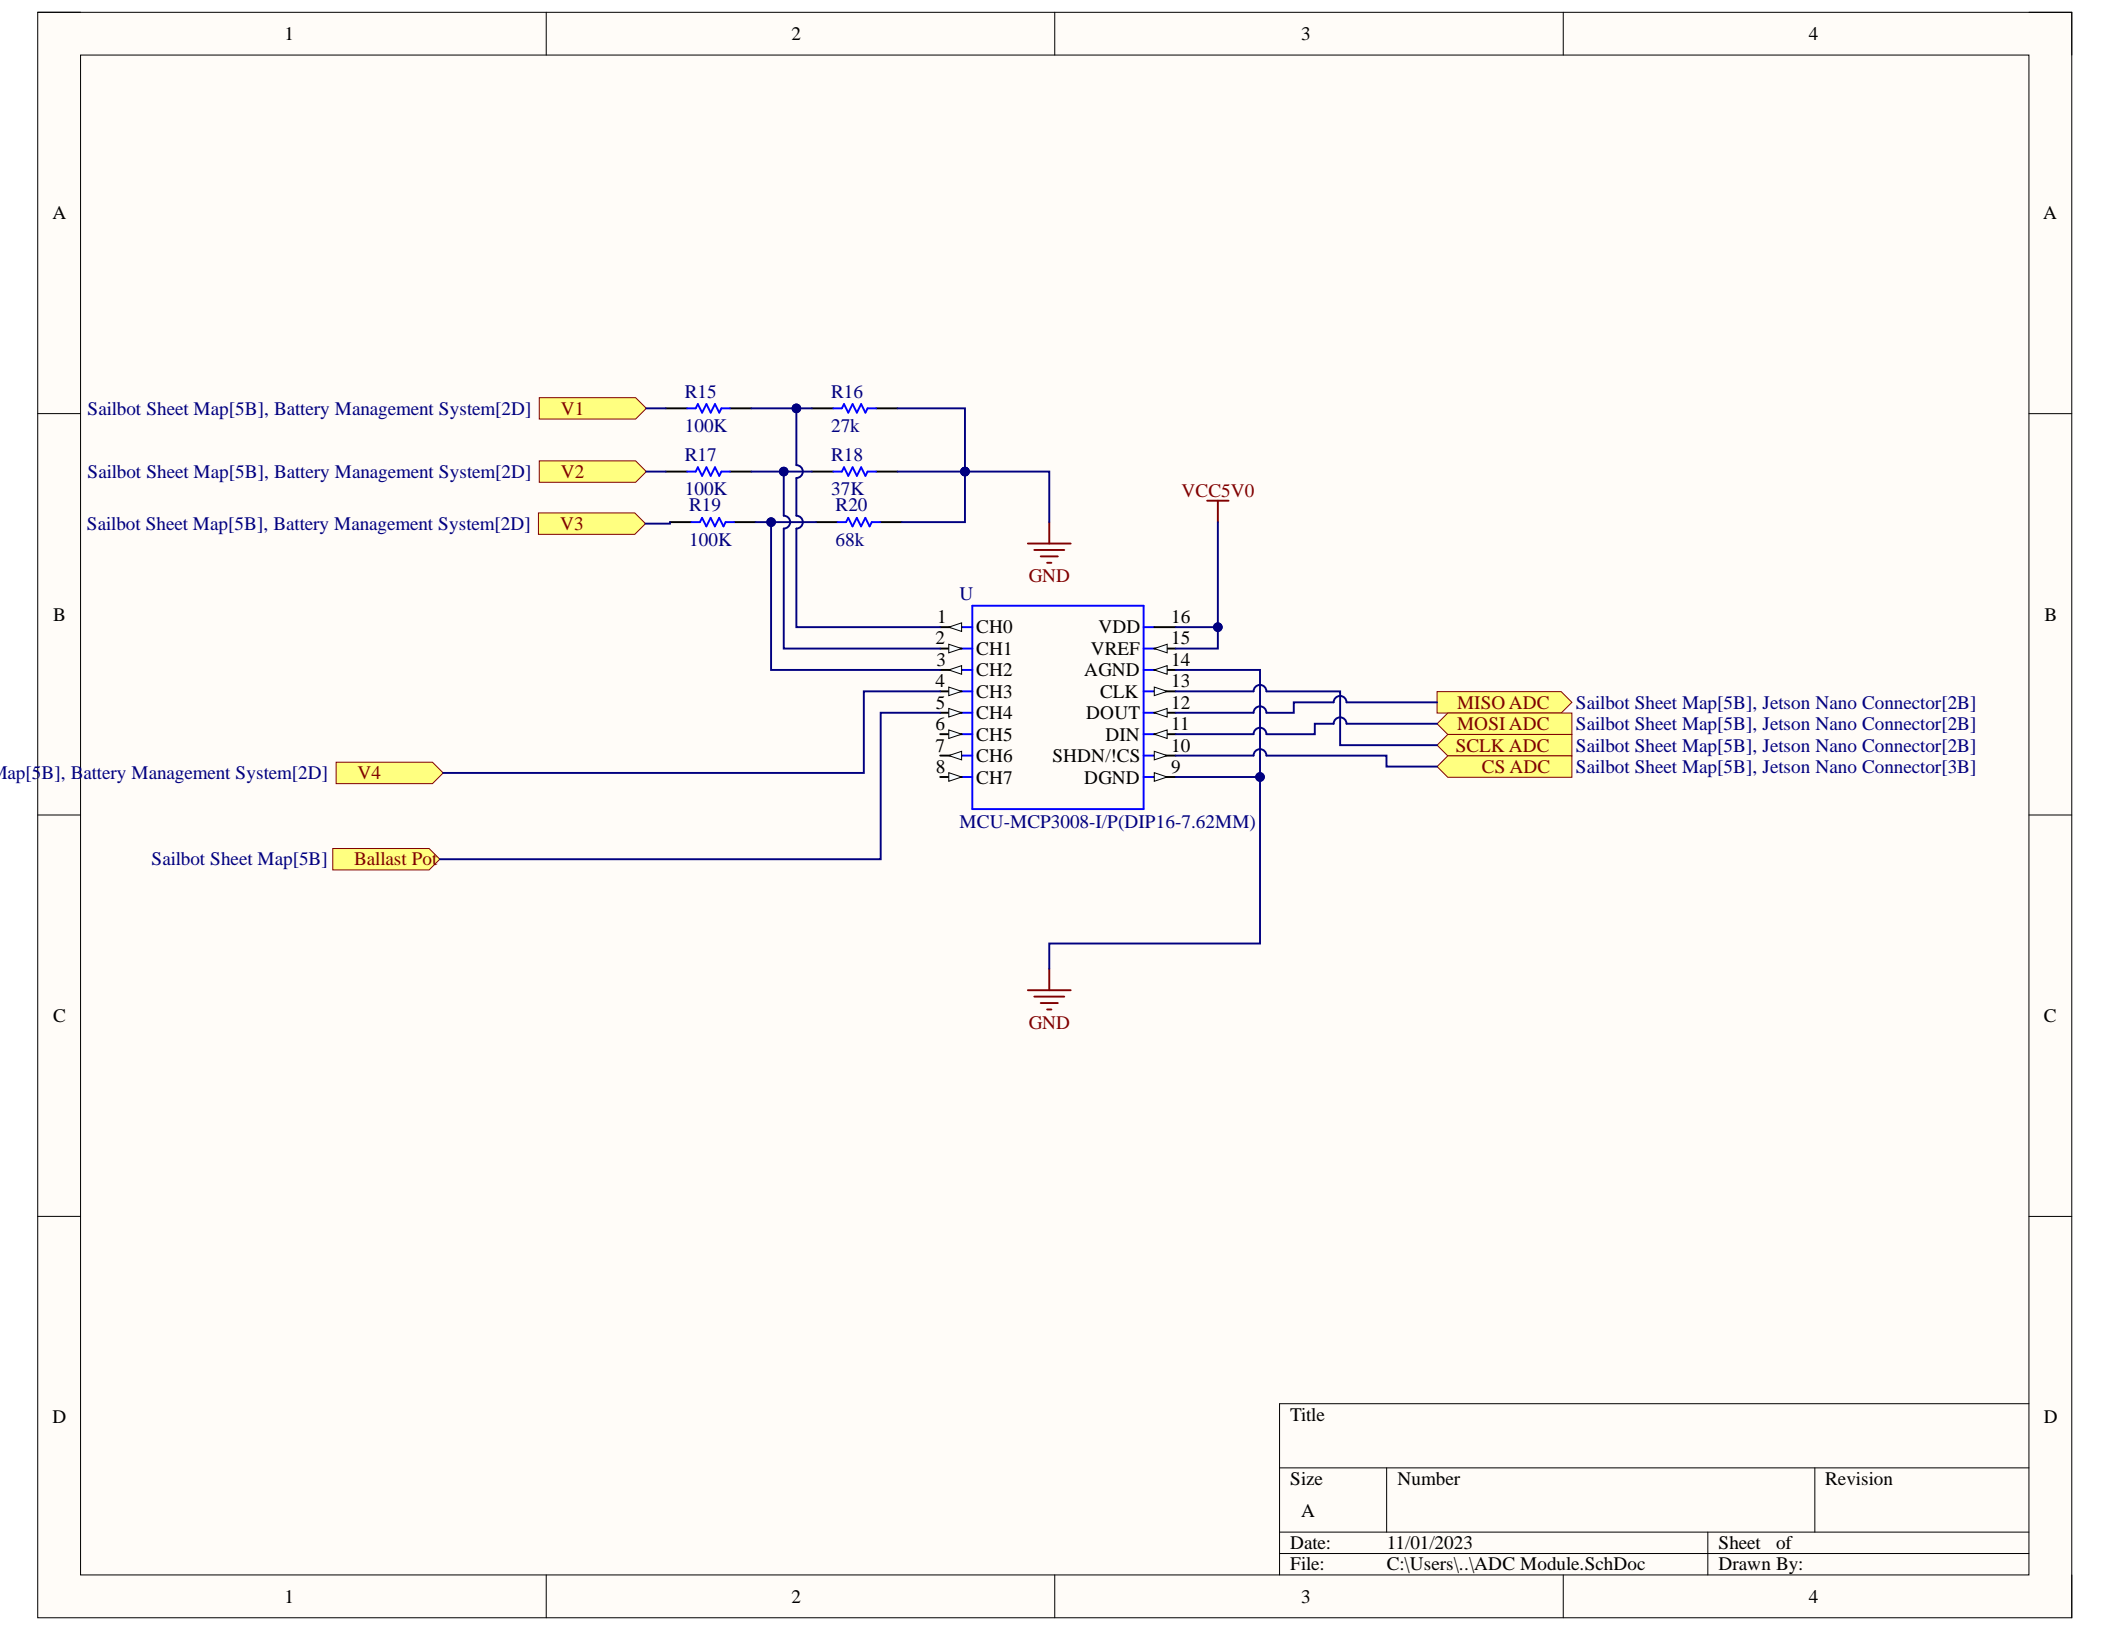 1 2 3 4
A A
R15 R16
Sailbot Sheet Map[5B], Battery Management System[2D] V1
100K 27k
R17 R18
Sailbot Sheet Map[5B], Battery Management System[2D] V2
100K 37K
R19 R20
Sailbot Sheet Map[5B], Battery Management System[2D] V3
100K 68k
VCC5V0
GND
U
B B
1 CH0 VDD 16
2 CH1 VREF 15
3 CH2 AGND 14
4 CH3 CLK 13
5 CH4 DOUT 12
6 CH5 DIN 11
7 CH6 SHDN/!CS 10
8 CH7 DGND 9
MISO ADC Sailbot Sheet Map[5B], Jetson Nano Connector[2B]
MOSI ADC Sailbot Sheet Map[5B], Jetson Nano Connector[2B]
SCLK ADC Sailbot Sheet Map[5B], Jetson Nano Connector[2B]
CS ADC Sailbot Sheet Map[5B], Jetson Nano Connector[3B]
Map[5B], Battery Management System[2D] V4
MCU-MCP3008-I/P(DIP16-7.62MM)
Sailbot Sheet Map[5B] Ballast Pot
C C
GND
D D
Title
Size Number Revision
A
Date: 11/01/2023 Sheet of
File: C:\Users\..\ADC Module.SchDoc Drawn By:
1 2 3 4